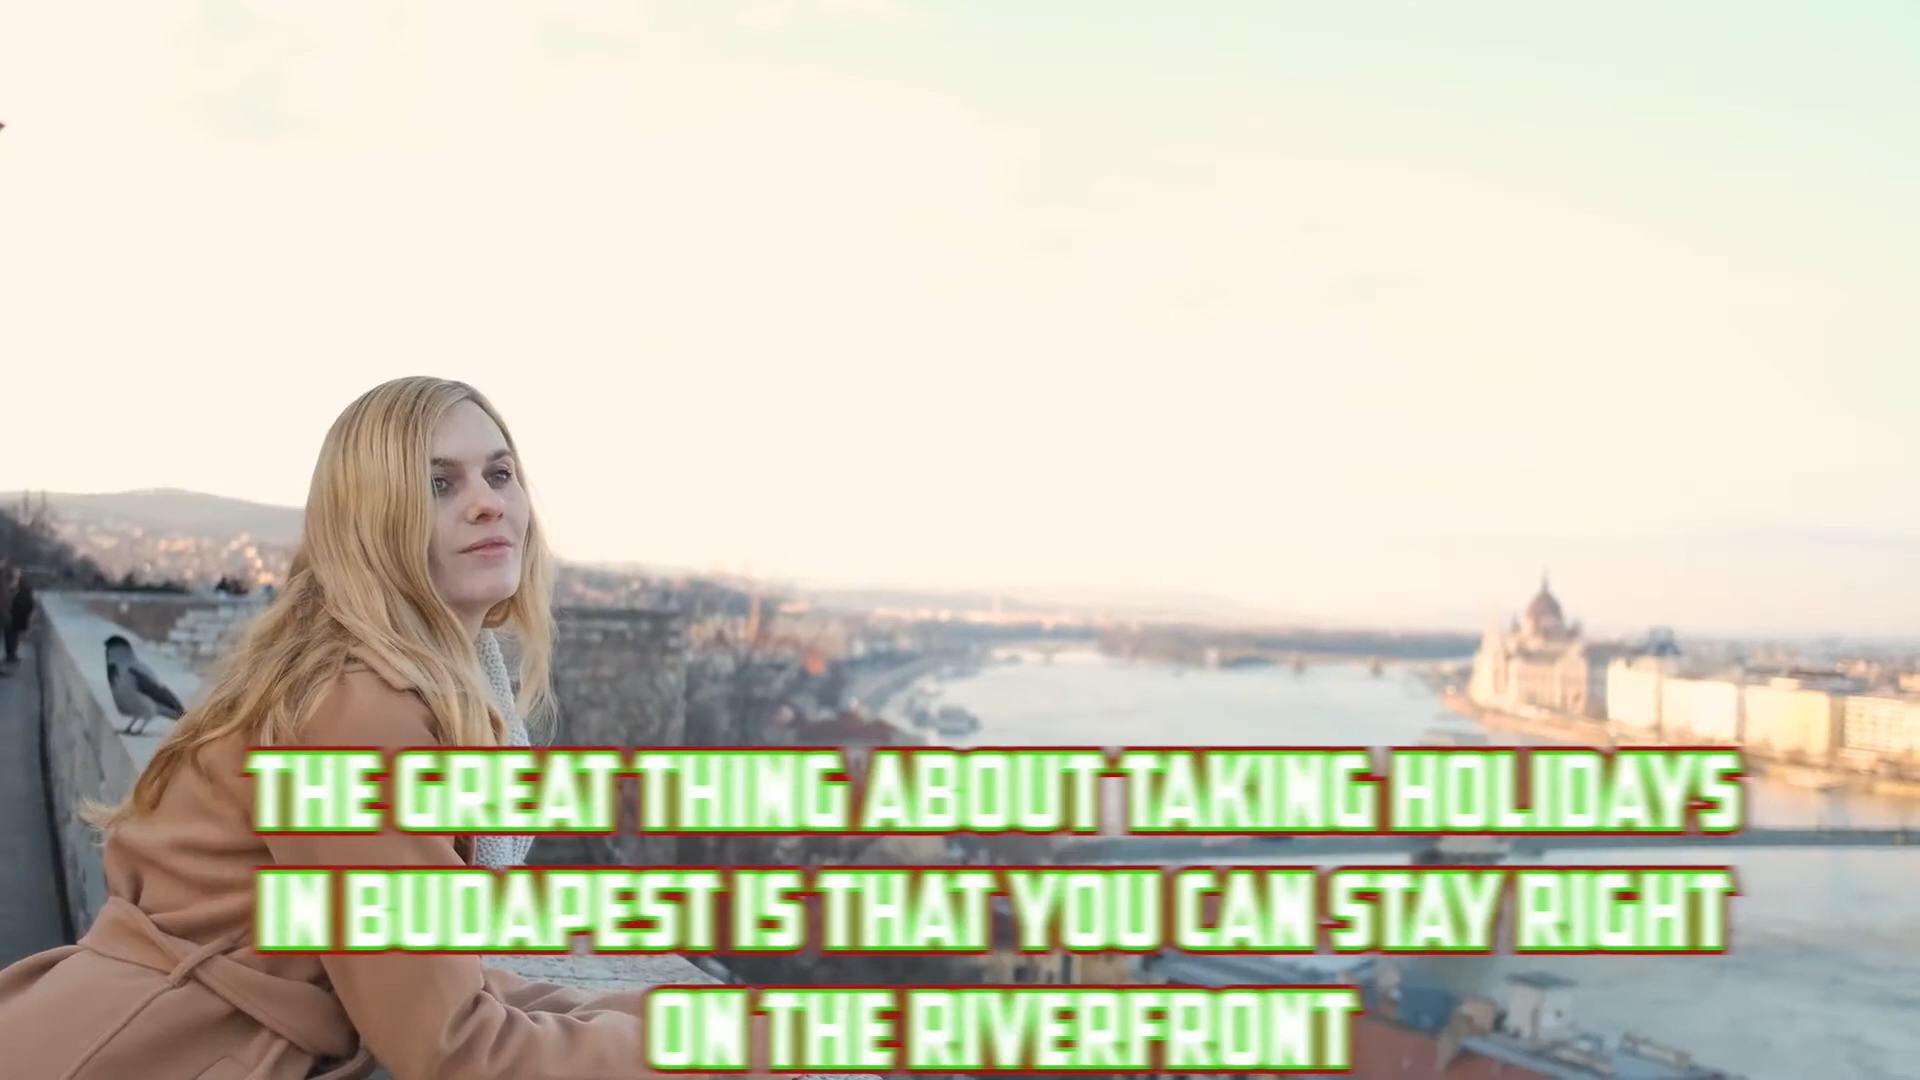 THE GREAT THING ABOUT TAKING HOLIDAYS
IN BUDAPEST IS THAT YOU CAN STAY RIGHT
ON THE RIVERFRONT